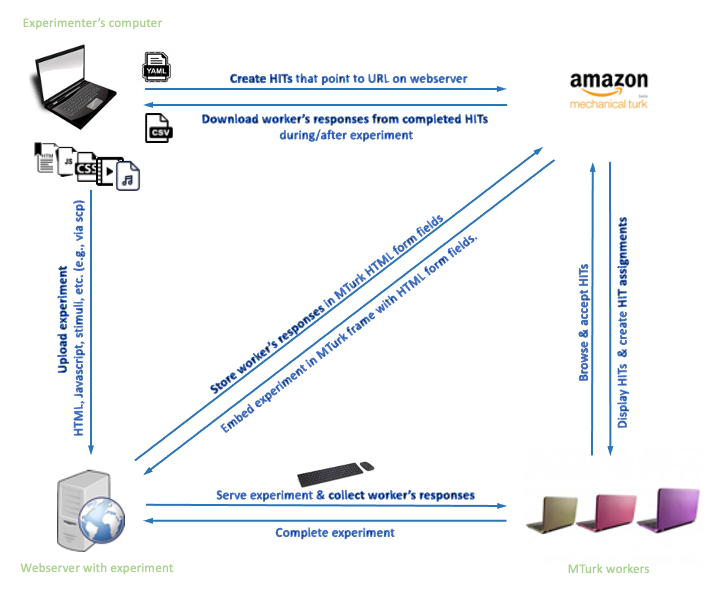 Experimenter's computer
YAML
Create HITs that point to URL on webserver
amazon
beta
mechanical turk
CSV
Download worker's responses from completed HITs
during/after experiment
HTM
JS
CSS
Upload experiment
HTML, Javascript, stimuli, etc. (e.g., via scp)
Store worker's responses in MTurk HTML form fields
Embed experiment in MTurk frame with HTML form fields.
Browse & accept HITs
Display HITs & create HIT assignments
Serve experiment & collect worker's responses
Complete experiment
Webserver with experiment
MTurk workers